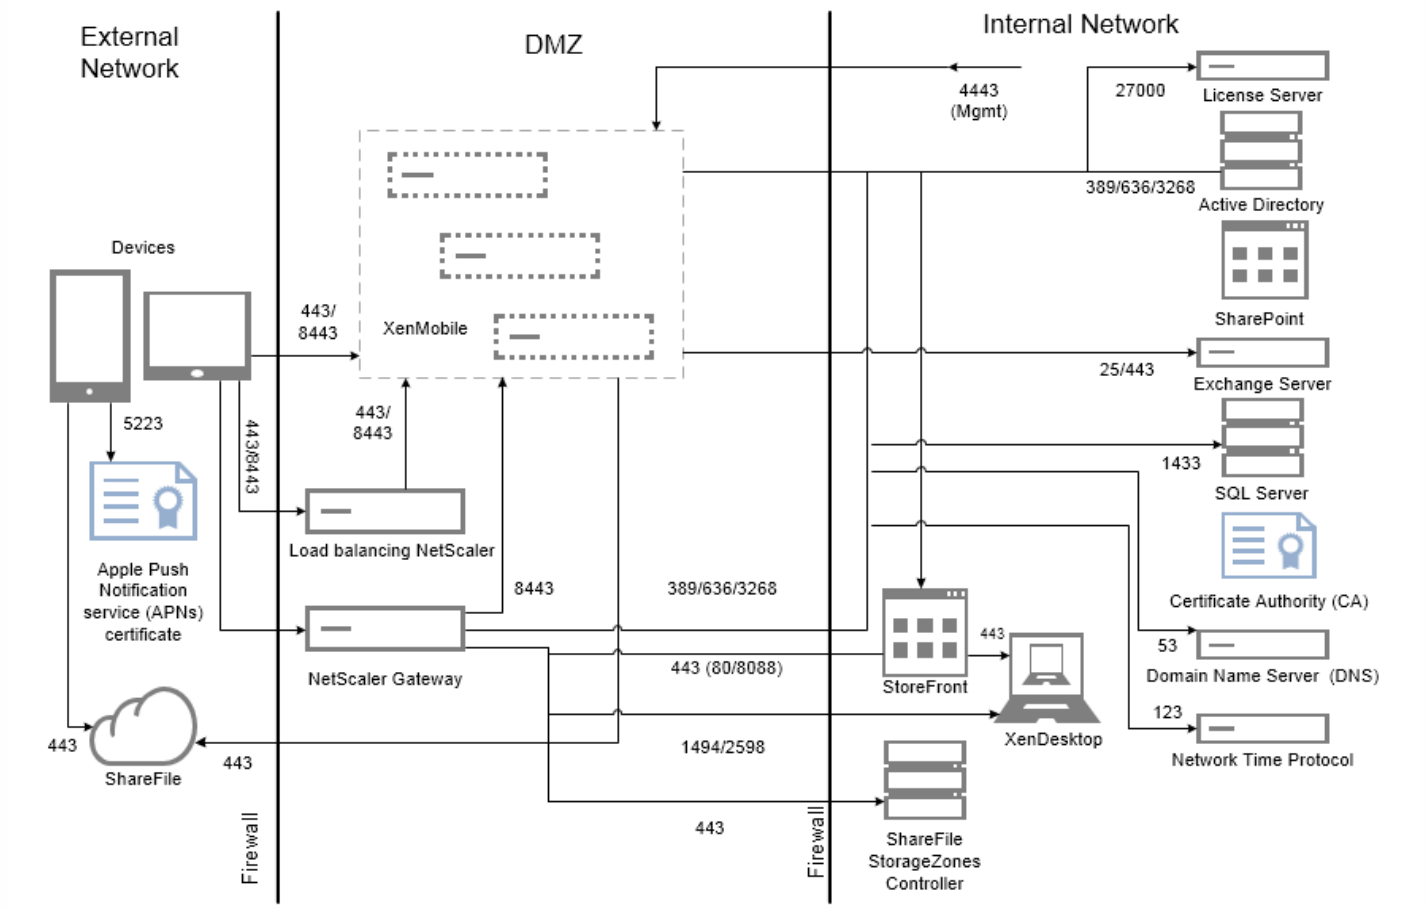 External
Network
DMZ
Internal Network
4443
(Mgmt)
27000
License Server
389/636/3268
Active Directory
SharePoint
Devices
443/
8443
XenMobile
25/443
Exchange Server
5223
443/8443
443/
8443
1433
SQL Server
Load balancing NetScaler
Apple Push
Notification
service (APNs)
certificate
8443
389/636/3268
Certificate Authority (CA)
NetScaler Gateway
443 (80/8088)
StoreFront
443
53
Domain Name Server (DNS)
123
XenDesktop
Network Time Protocol
443
ShareFile
443
1494/2598
443
Firewall
Firewall
ShareFile
StorageZones
Controller